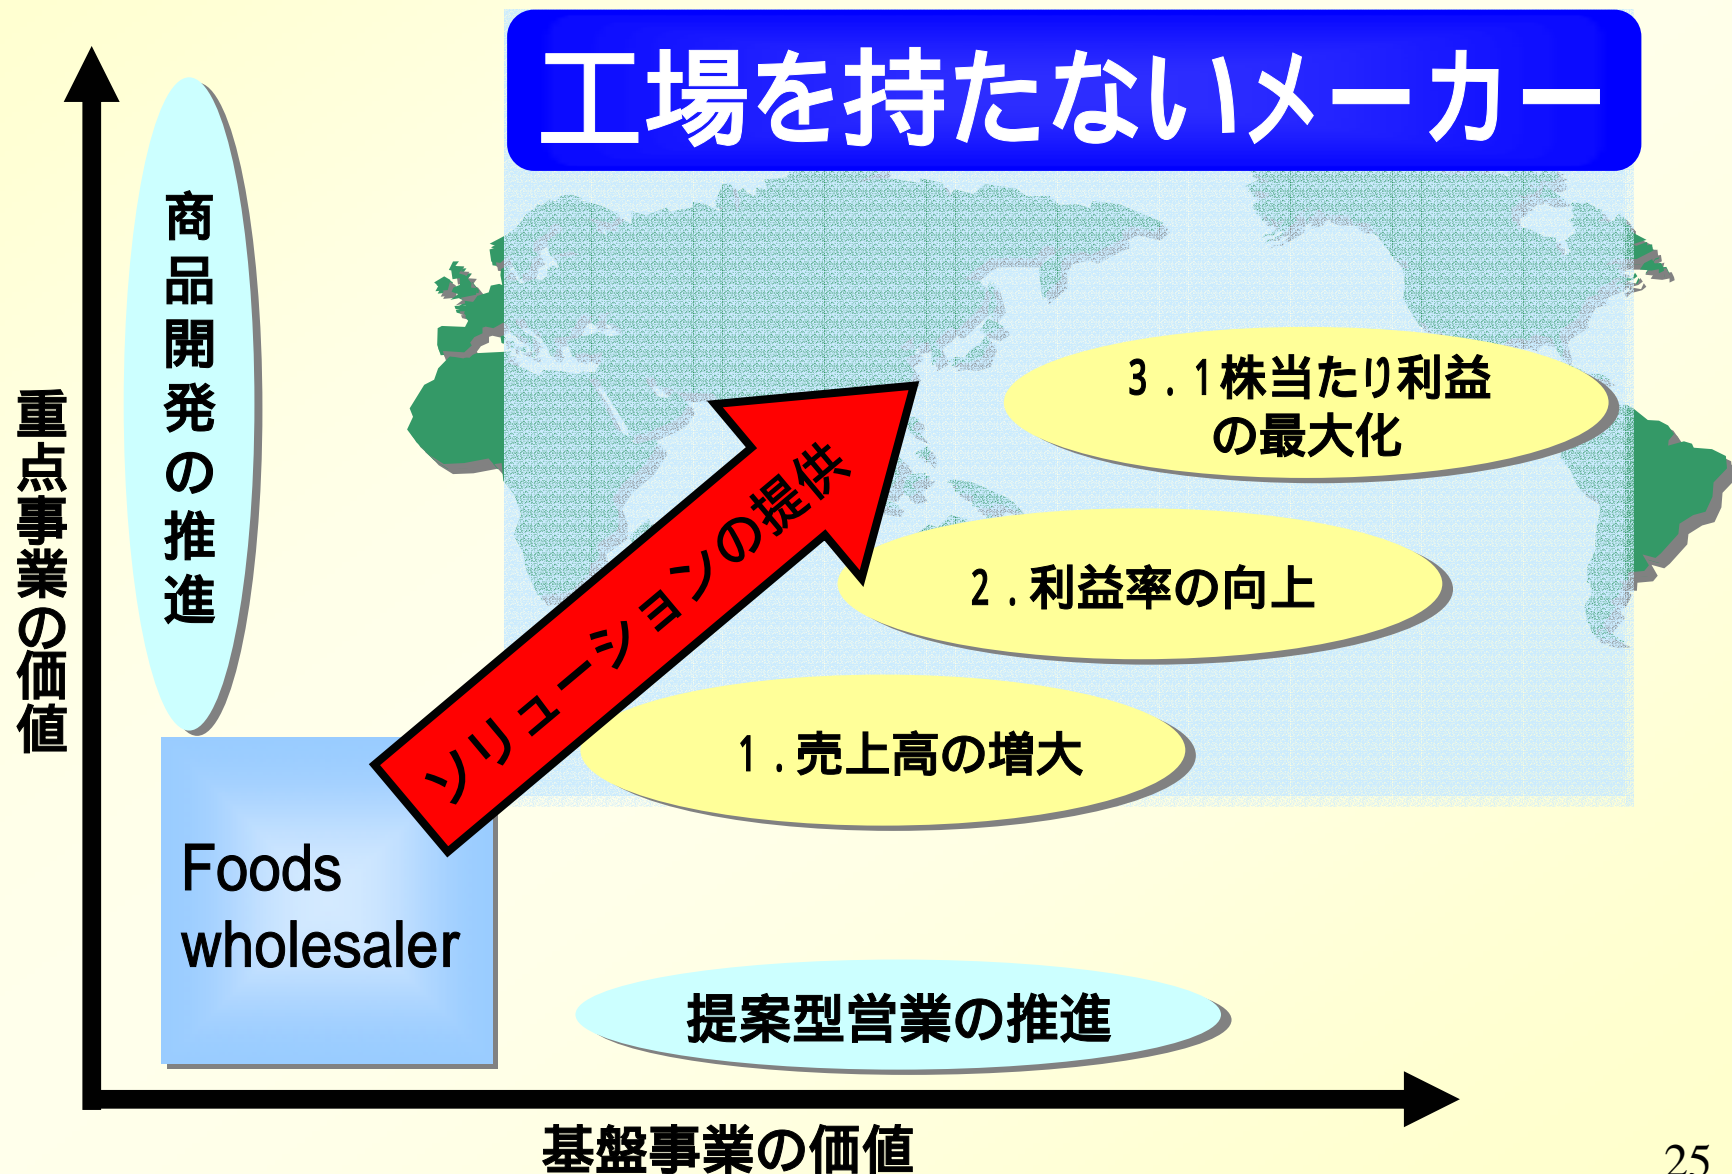 工場を持たないメーカー
商品開発の推進
重点事業の価値
3．1株当たり利益
の最大化
ソリューションの提供
2．利益率の向上
1．売上高の増大
Foods
wholesaler
提案型営業の推進
基盤事業の価値
25